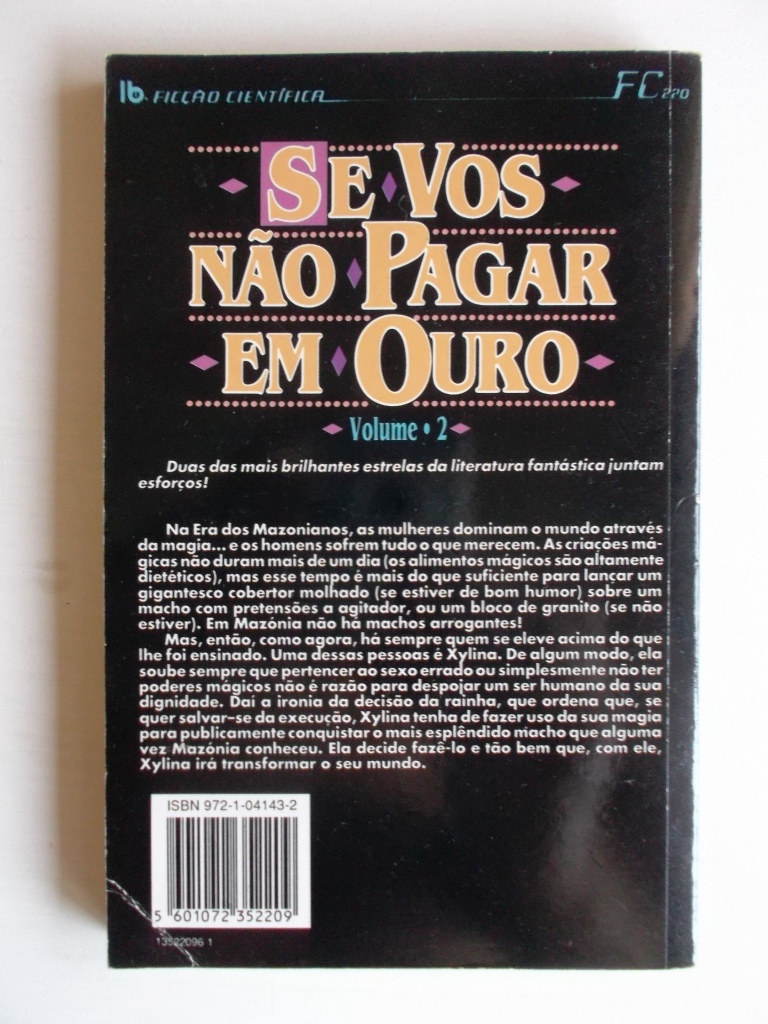 lb FICÇÃO CIENTÍFICA FC 220
SE VOS
NÃO PAGAR
EM OURO
Volume • 2
Duas das mais brilhantes estrelas da literatura fantástica juntam
esforços!
Na Era dos Mazonianos, as mulheres dominam o mundo através
da magia... e os homens sofrem tudo o que merecem. As criações má-
gicas não duram mais de um dia (os alimentos mágicos são altamente
dietéticos), mas esse tempo é mais do que suficiente para lançar um
gigantesco cobertor molhado (se estiver de bom humor) sobre um
macho com pretensões a agitador, ou um bloco de granito (se não
estiver). Em Mazónia não há machos arrogantes!
Mas, então, como agora, há sempre quem se eleve acima do que
lhe foi ensinado. Uma dessas pessoas é Xylina. De algum modo, ela
soube sempre que pertencer ao sexo errado ou simplesmente não ter
poderes mágicos não é razão para despojar um ser humano da sua
dignidade. Daí a ironia da decisão da rainha, que ordena que, se
quer salvar-se da execução, Xylina tenha de fazer uso da sua magia
para publicamente conquistar o mais esplêndido macho que alguma
vez Mazónia conheceu. Ela decide fazê-lo e tão bem que, com ele,
Xylina irá transformar o seu mundo.
ISBN 972-1-04143-2
5 601072 352209
13522096 1